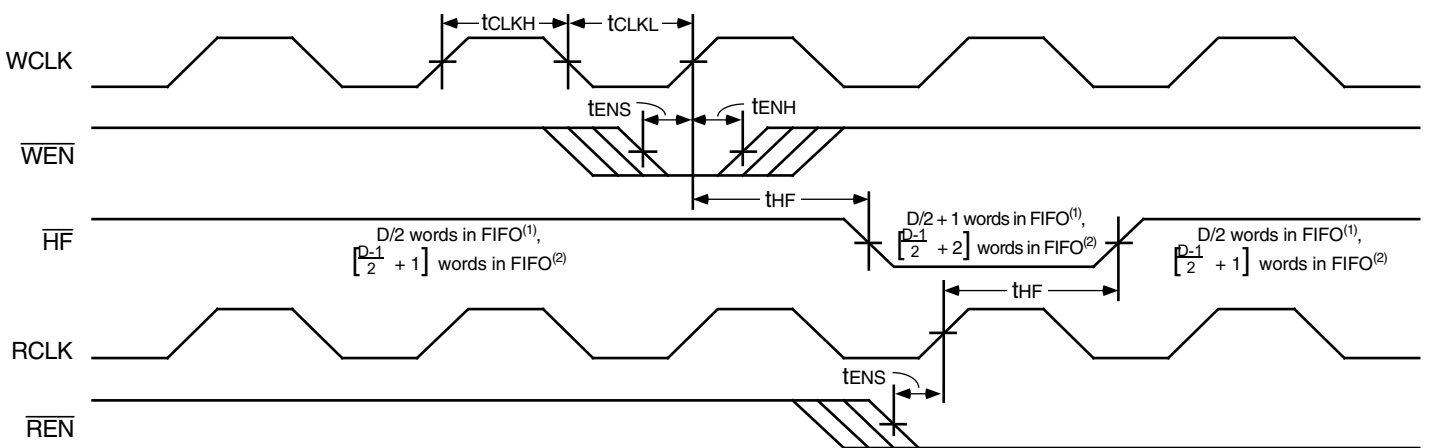 tCLKH
tCLKL
WCLK
tENS
tENH
WEN
tHF
HF
D/2 words in FIFO(1),
[D-1/2 + 1] words in FIFO(2)
D/2 + 1 words in FIFO(1),
[D-1/2 + 2] words in FIFO(2)
D/2 words in FIFO(1),
[D-1/2 + 1] words in FIFO(2)
tHF
RCLK
tENS
REN